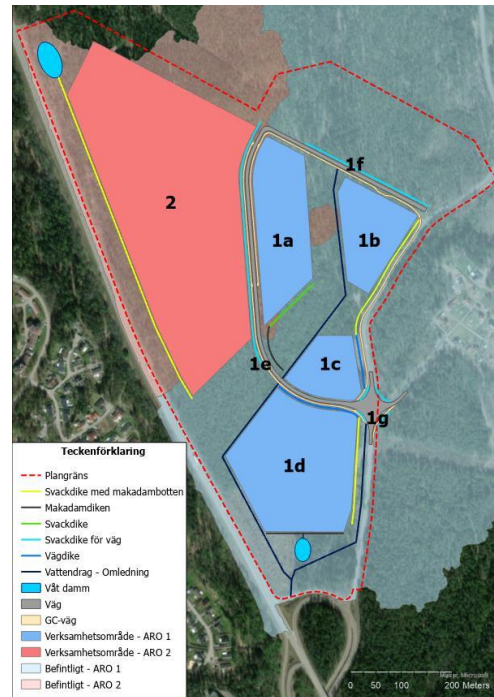 1f
2
1a
1b
1e
1c
1g
1d
Teckenförklaring
Plangräns
Svackdike med makadambotten
Makadamdiken
Svackdike
Svackdike för väg
Vägdike
Vattendrag - Omledning
Våt damm
Väg
GC-väg
Verksamhetsområde - ARO 1
Verksamhetsområde - ARO 2
Befintligt - ARO 1
Befintligt - ARO 2
Microsoft
0 50 100 200 Meters